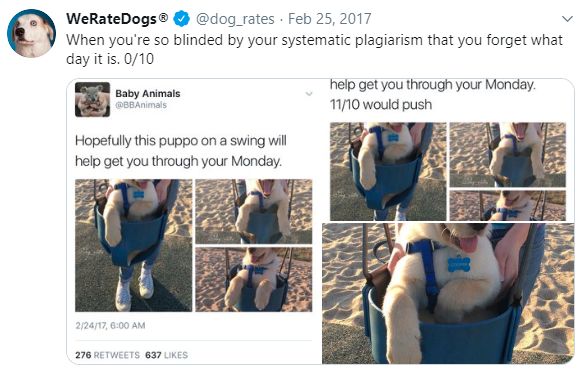 WeRateDogs® @dog_rates · Feb 25, 2017
When you're so blinded by your systematic plagiarism that you forget what
day it is. 0/10
Baby Animals
@BBAnimals
Hopefully this puppo on a swing will
help get you through your Monday.
2/24/17, 6:00 AM
276 RETWEETS 637 LIKES
help get you through your Monday.
11/10 would push